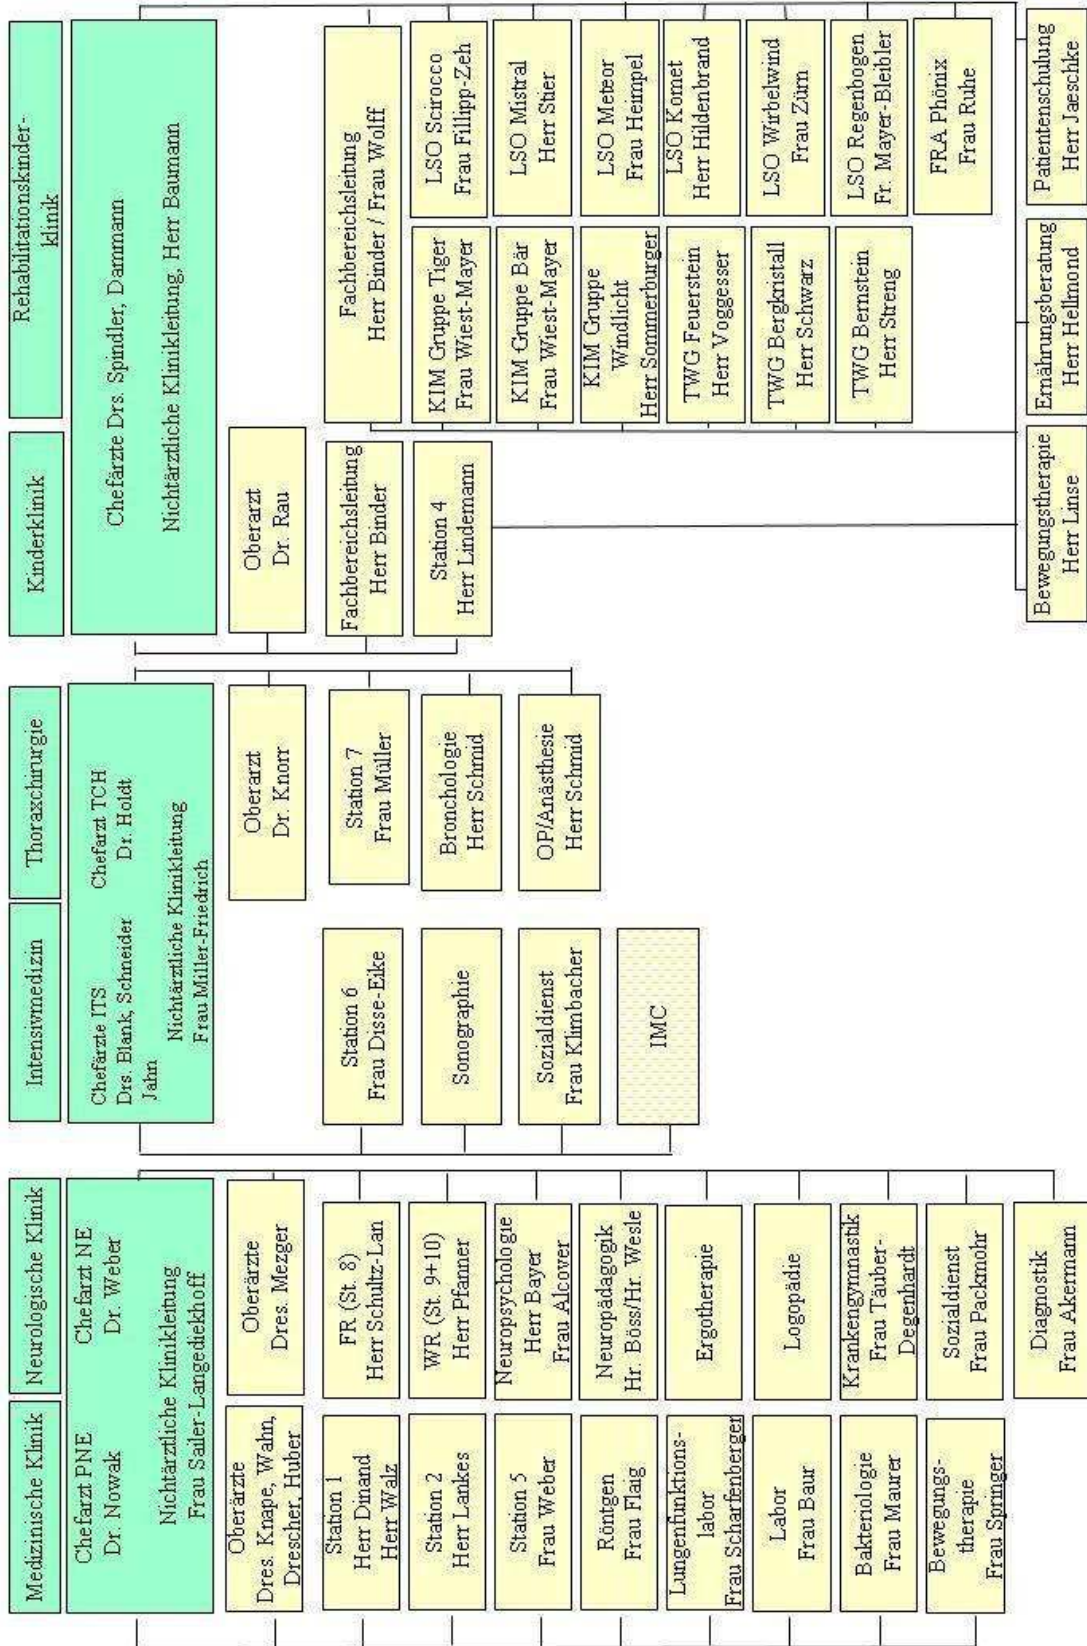 Medizinische Klinik
Neurologische Klinik
Intensivmedizin
Thoraxchirurgie
Kinderklinik
Rehabilitationskinder-
klinik
Chefarzt PNE
Dr. Nowak
Chefarzt NE
Dr. Weber
Nichtärztliche Klinikleitung
Frau Sailer-Langediekhoff
Chefärzte ITS
Drs. Blank, Schneider
Jahn
Chefarzt TCH
Dr. Holdt
Nichtärztliche Klinikleitung
Frau Miller-Friedrich
Chefärzte Drs. Spindler, Dammann
Nichtärztliche Klinikleitung, Herr Baumann
Oberärzte
Dres. Knape, Wahn,
Drescher, Huber
Oberärzte
Dres. Mezger
Oberarzt
Dr. Knorr
Oberarzt
Dr. Rau
Station 1
Herr Dinand
Herr Walz
FR (St. 8)
Herr Schultz-Lan
Station 6
Frau Disse-Eike
Station 7
Frau Müller
Fachbereichsleitung
Herr Binder
Fachbereichsleitung
Herr Binder / Frau Wolff
Station 2
Herr Lankes
WR (St. 9+10)
Herr Pfanner
Sonographie
Bronchologie
Herr Schmid
Station 4
Herr Lindemann
KIM Gruppe Tiger
Frau Wiest-Mayer
LSO Scirocco
Frau Fillipp-Zeh
Station 5
Frau Weber
Neuropsychologie
Herr Bayer
Frau Alcover
Sozialdienst
Frau Klimbacher
OP/Anästhesie
Herr Schmid
KIM Gruppe Bär
Frau Wiest-Mayer
LSO Mistral
Herr Stier
Röntgen
Frau Flaig
Neuropädagogik
Hr. Böss/Hr. Wesle
IMC
KIM Gruppe
Windlicht
Herr Sommerburger
LSO Meteor
Frau Heimpel
Lungenfunktions-
labor
Frau Scharfenberger
Ergotherapie
TWG Feuerstein
Herr Voggesser
LSO Komet
Herr Hildenbrand
Labor
Frau Baur
Logopädie
TWG Bergkristall
Herr Schwarz
LSO Wirbelwind
Frau Zürn
Bakteriologie
Frau Maurer
Krankengymnastik
Frau Täuber-
Degenhardt
TWG Bernstein
Herr Streng
LSO Regenbogen
Fr. Mayer-Bleibler
Bewegungs-
therapie
Frau Springer
Sozialdienst
Frau Packmohr
FRA Phönix
Frau Ruhe
Diagnostik
Frau Akermann
Bewegungstherapie
Herr Linse
Ernährungsberatung
Herr Hellmond
Patientenschulung
Herr Jaeschke